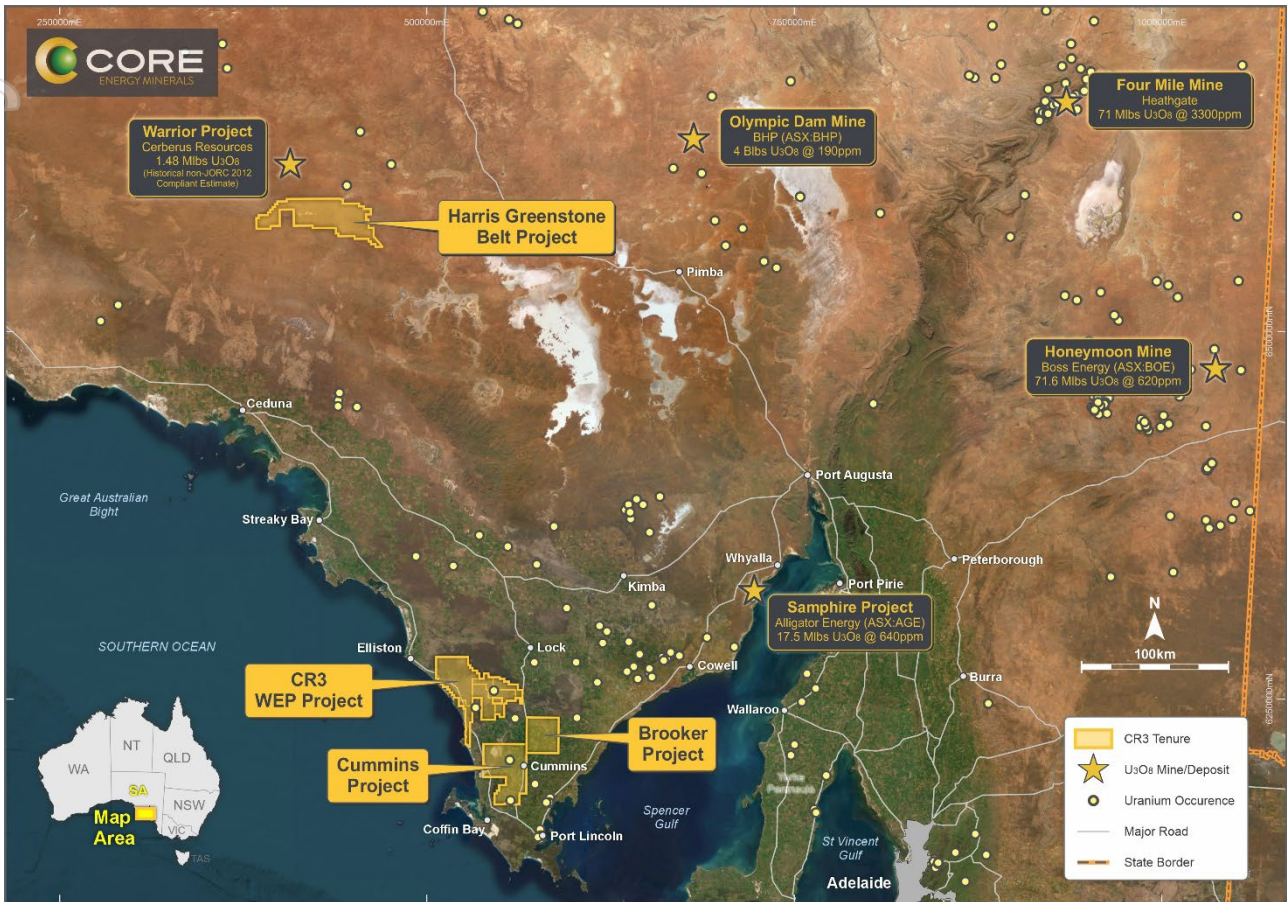 250000mE
500000mE
750000mE
1000000mE
CORE
ENERGY MINERALS
Warrior Project
Cerberus Resources
1.48 Mlbs U3O8
(Historical non-JORC 2012
Compliant Estimate)
Olympic Dam Mine
BHP (ASX:BHP)
4 Blbs U3O8 @ 190ppm
Four Mile Mine
Heathgate
71 Mlbs U3O8 @ 3300ppm
Harris Greenstone
Belt Project
Pimba
6500000mN
Honeymoon Mine
Boss Energy (ASX:BOE)
71.6 Mlbs U3O8 @ 620ppm
Ceduna
Great Australian
Bight
Streaky Bay
Port Augusta
Whyalla
Kimba
Port Pirie
Peterborough
Samphire Project
Alligator Energy (ASX:AGE)
17.5 Mlbs U3O8 @ 640ppm
N
100km
SOUTHERN OCEAN
Elliston
Lock
Cowell
Burra
CR3
WEP Project
Wallaroo
6250000mN
Brooker
Project
Cummins
Project
Cummins
Yorke
Peninsula
Coffin Bay
Port Lincoln
Spencer
Gulf
St Vincent
Gulf
Adelaide
WA
NT
QLD
SA
NSW
VIC
TAS
Map
Area
CR3 Tenure
U3O8 Mine/Deposit
Uranium Occurence
Major Road
State Border